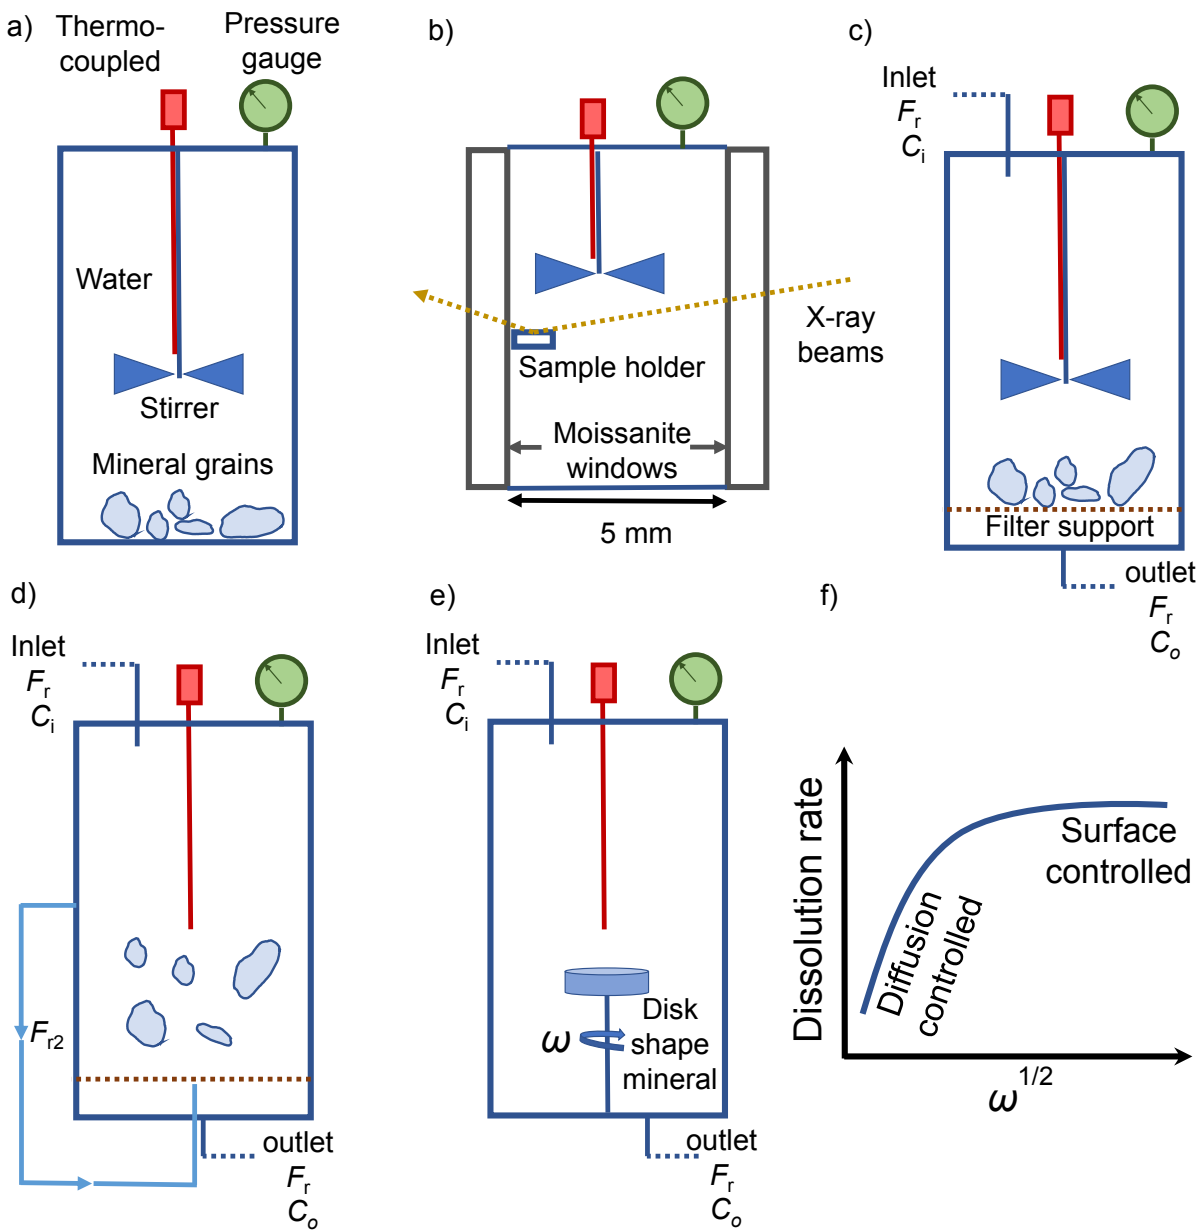 a)
Thermo-
coupled
Pressure
gauge
Water
Stirrer
Mineral grains
b)
X-ray
beams
Sample holder
Moissanite
windows
5 mm
c)
Inlet
Fr
Ci
Filter support
outlet
Fr
Co
d)
Inlet
Fr
Ci
Fr2
outlet
Fr
Co
e)
Inlet
Fr
Ci
ω
Disk
shape
mineral
outlet
Fr
Co
f)
Dissolution rate
Diffusion
controlled
Surface
controlled
ω1/2